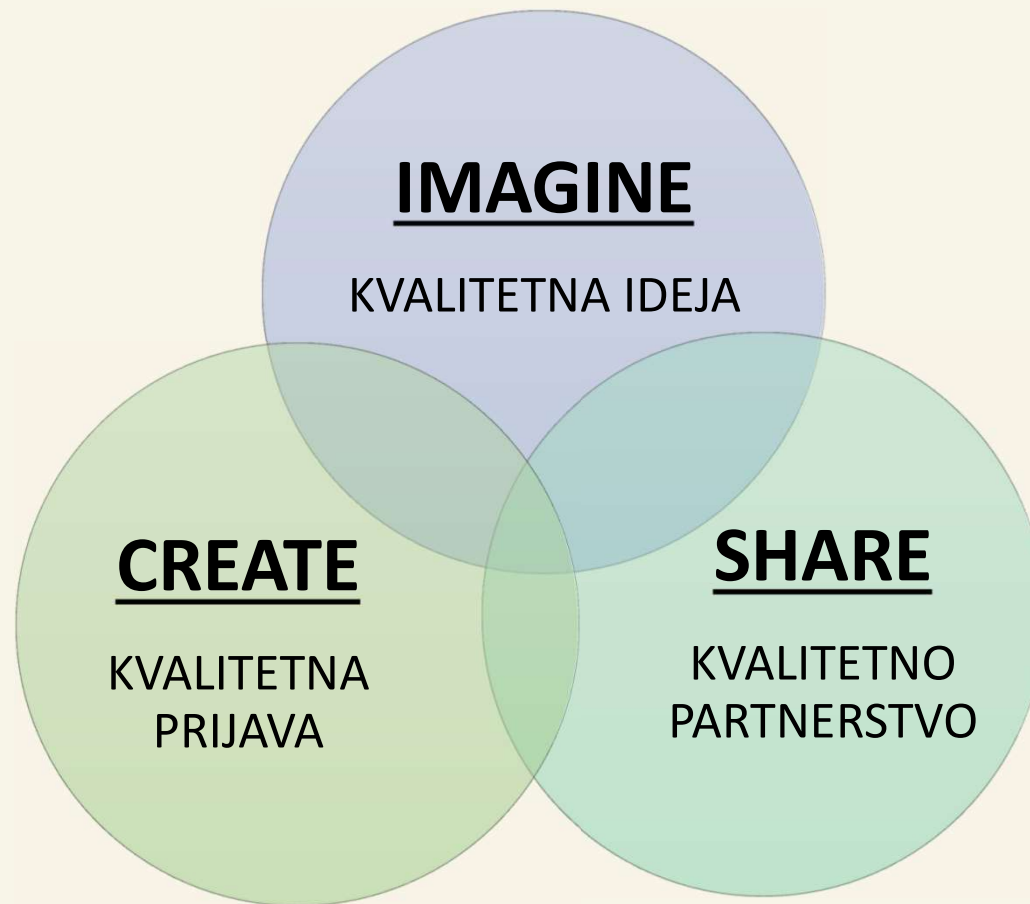 IMAGINE
KVALITETNA IDEJA
CREATE
KVALITETNA
PRIJAVA
SHARE
KVALITETNO
PARTNERSTVO